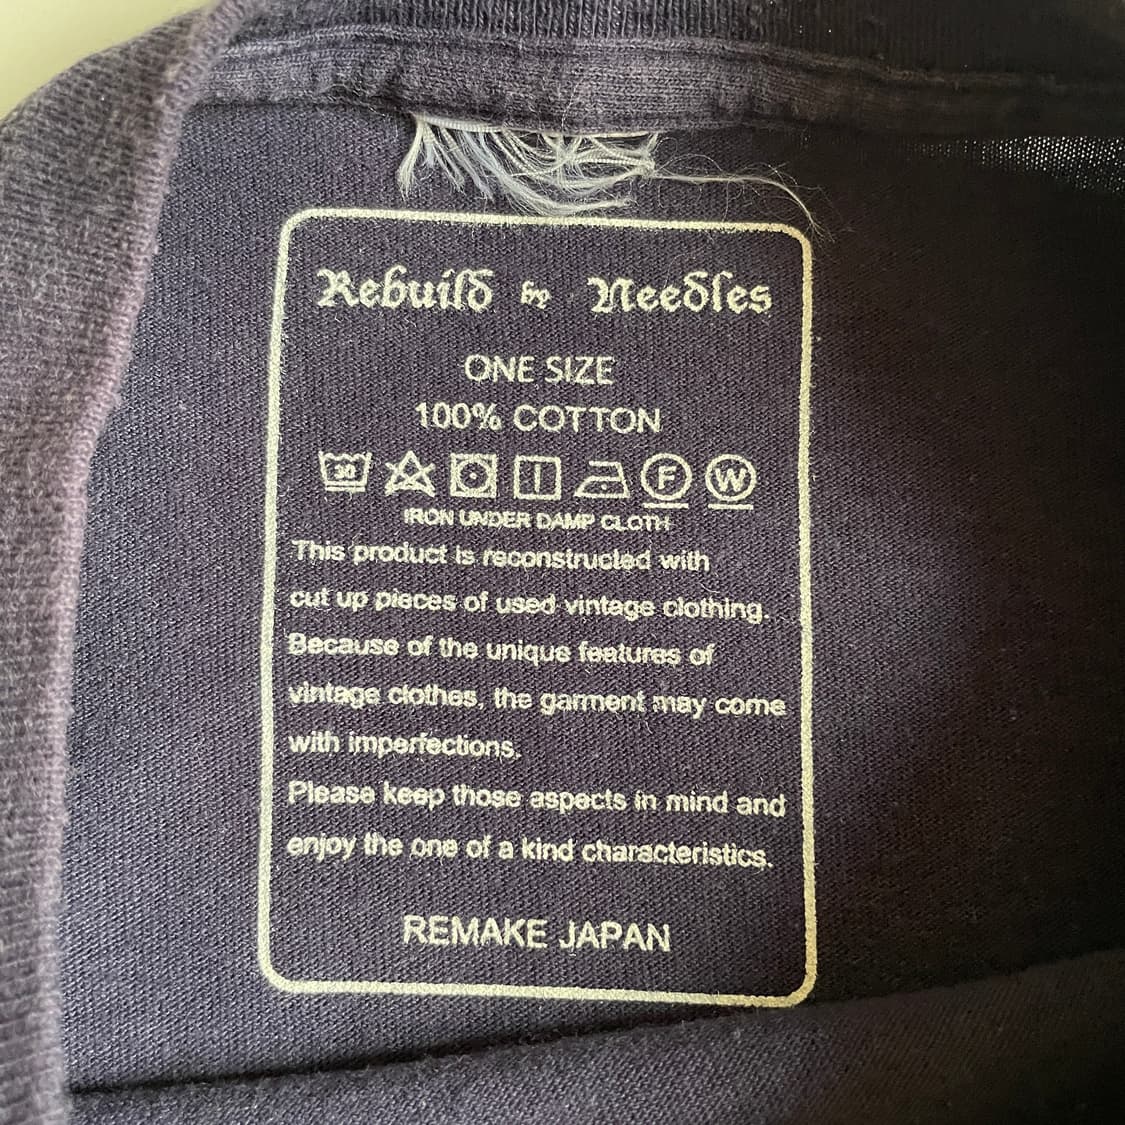 Rebuild by Needles
ONE SIZE
100% COTTON
30 F W
IRON UNDER DAMP CLOTH
This product is reconstructed with
cut up pieces of used vintage clothing.
Because of the unique features of
vintage clothes, the garment may come
with imperfections.
Please keep those aspects in mind and
enjoy the one of a kind characteristics.
REMAKE JAPAN